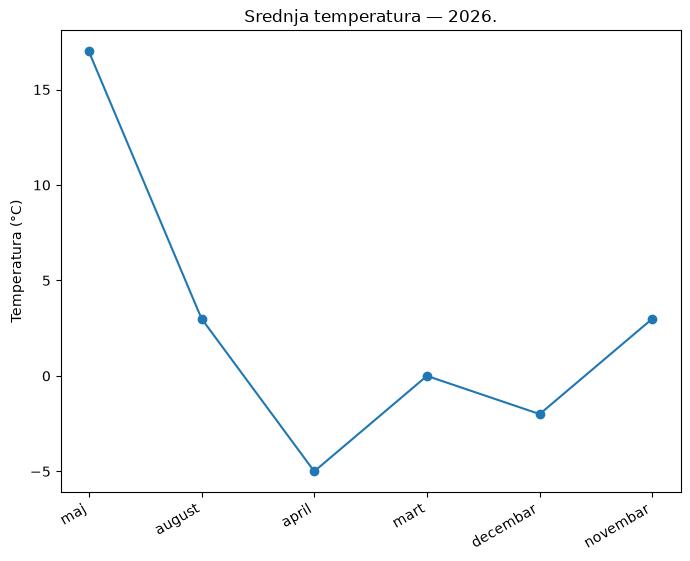 Srednja temperatura — 2026.
Temperatura (°C)
15
10
5
0
−5
maj
august
april
mart
decembar
novembar